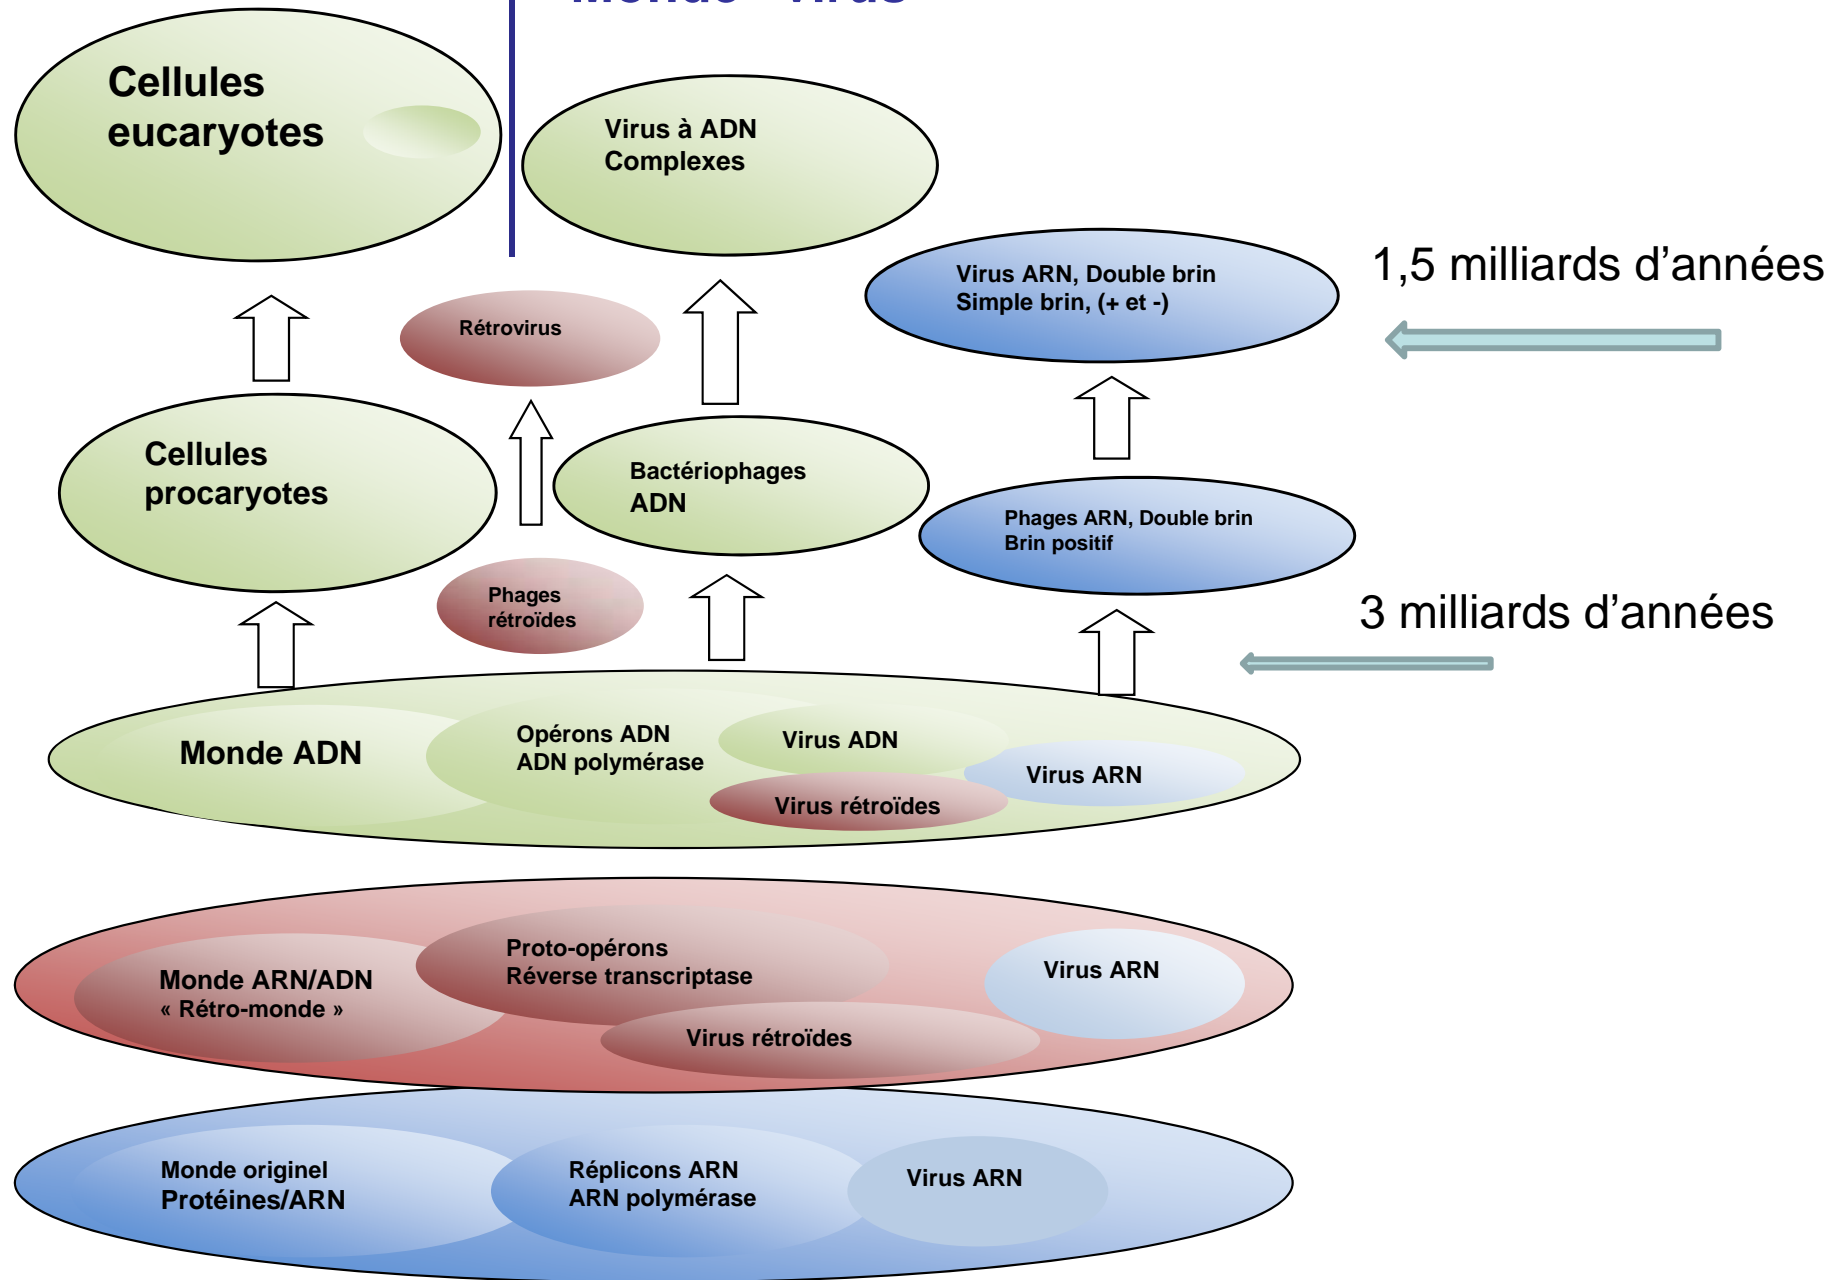 Cellules
eucaryotes
Virus à ADN
Complexes
Virus ARN, Double brin
Simple brin, (+ et -)
1,5 milliards d’années
Rétrovirus
Cellules
procaryotes
Bactériophages
ADN
Phages ARN, Double brin
Brin positif
Phages
rétroïdes
3 milliards d’années
Monde ADN
Opérons ADN
ADN polymérase
Virus ADN
Virus ARN
Virus rétroïdes
Monde ARN/ADN
« Rétro-monde »
Proto-opérons
Réverse transcriptase
Virus ARN
Virus rétroïdes
Monde originel
Protéines/ARN
Réplicons ARN
ARN polymérase
Virus ARN